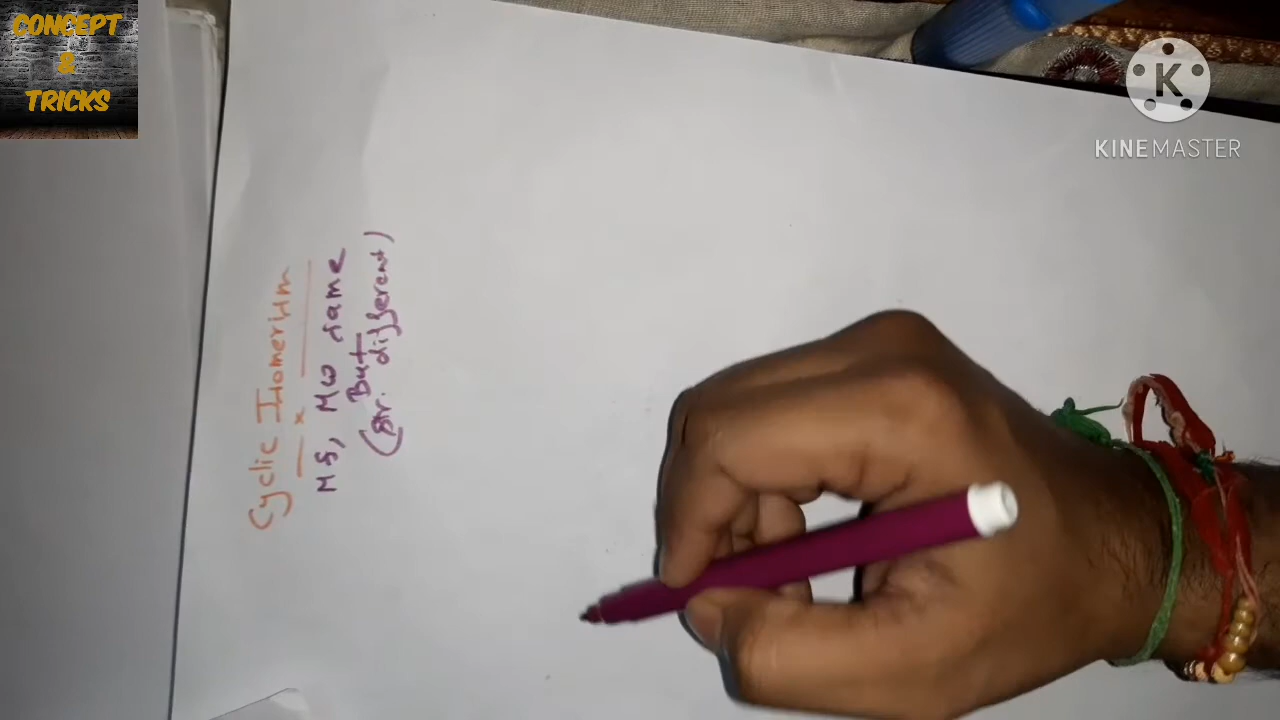 CONCEPT
&
TRICKS
KINEMASTER
Cyclic Isomerism
x
MS, MW same
But
(Str. different)